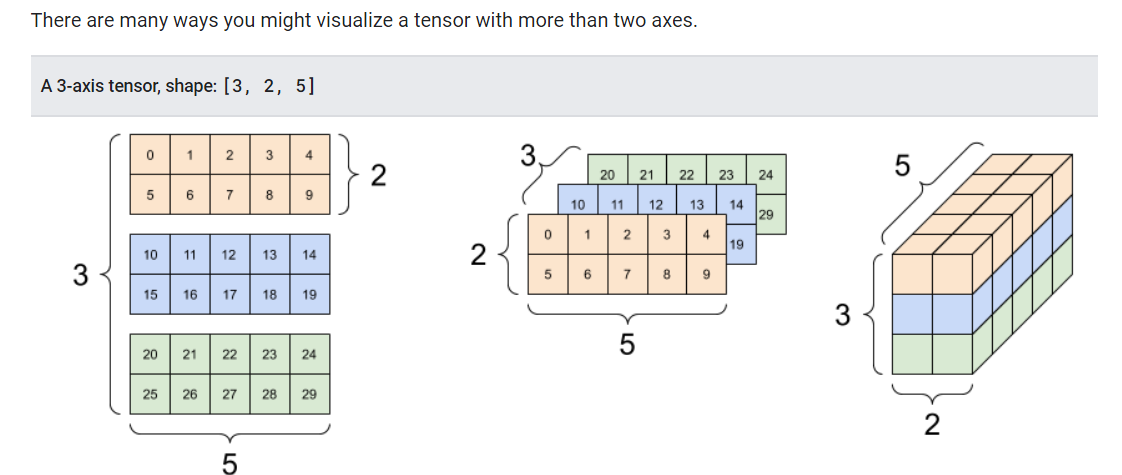 There are many ways you might visualize a tensor with more than two axes.
A 3-axis tensor, shape: [3, 2, 5]
0 1 2 3 4
5 6 7 8 9
2
10 11 12 13 14
15 16 17 18 19
3
20 21 22 23 24
25 26 27 28 29
5
3
20 21 22 23 24
29
10 11 12 13 14
19
0 1 2 3 4
5 6 7 8 9
2
5
5
3
2